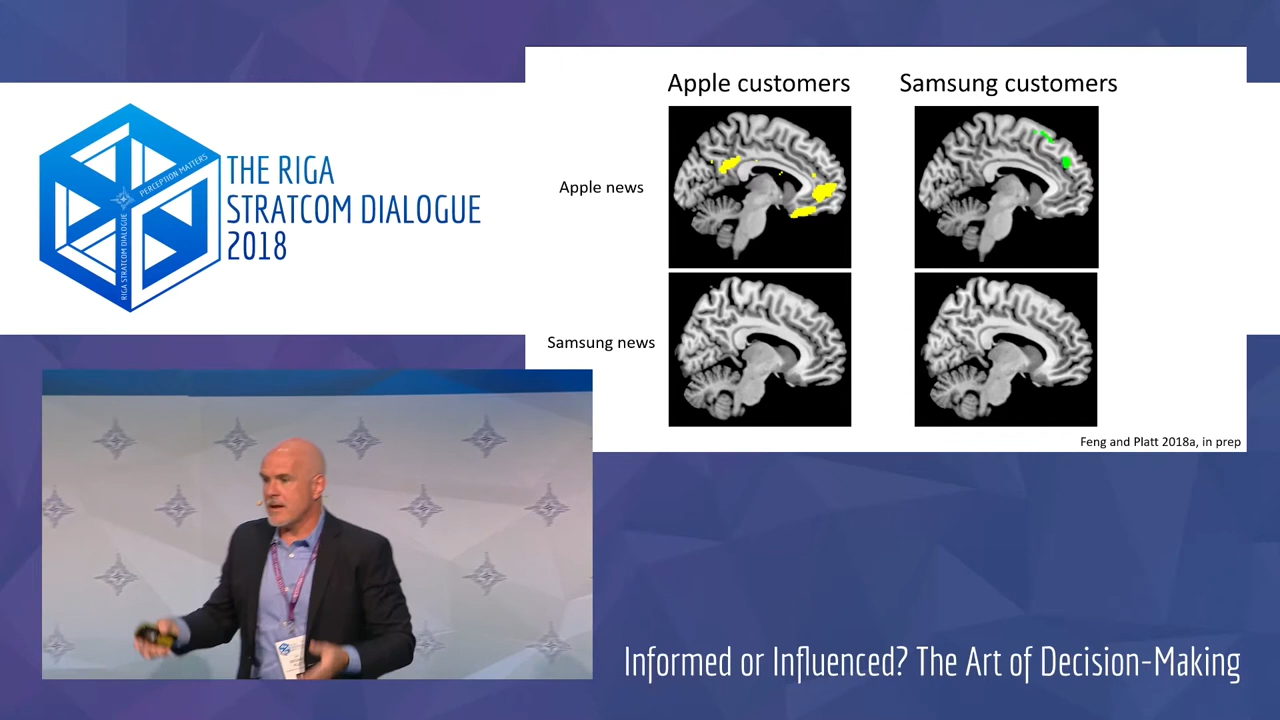 THE RIGA
STRATCOM DIALOGUE
2018
PERCEPTION MATTERS
RIGA STRATCOM DIALOGUE
Apple customers
Samsung customers
Apple news
Samsung news
Feng and Platt 2018a, in prep
Informed or Influenced? The Art of Decision-Making